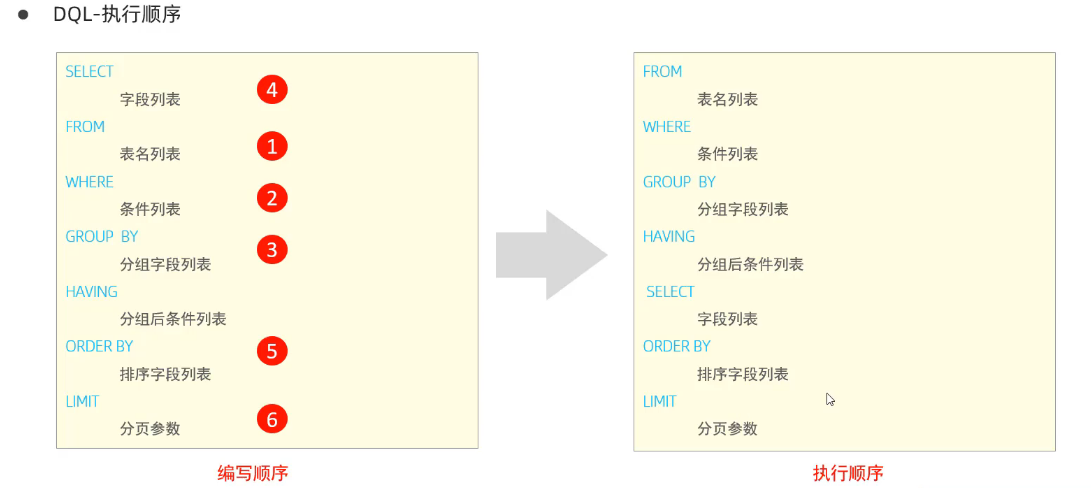 ● DQL-执行顺序
SELECT
字段列表
4
FROM
表名列表
1
WHERE
条件列表
2
GROUP BY
分组字段列表
3
HAVING
分组后条件列表
ORDER BY
排序字段列表
5
LIMIT
分页参数
6
编写顺序
FROM
表名列表
WHERE
条件列表
GROUP BY
分组字段列表
HAVING
分组后条件列表
SELECT
字段列表
ORDER BY
排序字段列表
LIMIT
分页参数
执行顺序